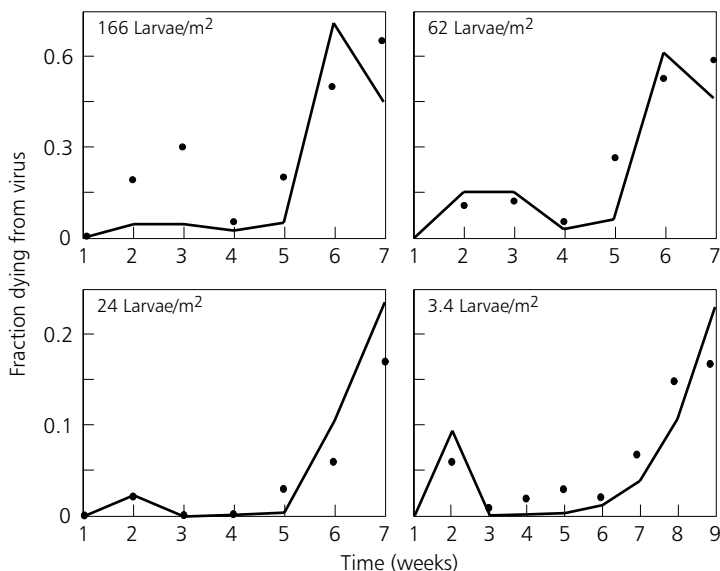 Fraction dying from virus
166 Larvae/m²
0.6
0.3
0
1 2 3 4 5 6 7
62 Larvae/m²
1 2 3 4 5 6 7
24 Larvae/m²
0.2
0.1
0
1 2 3 4 5 6 7
3.4 Larvae/m²
1 2 3 4 5 6 7 8 9
Time (weeks)